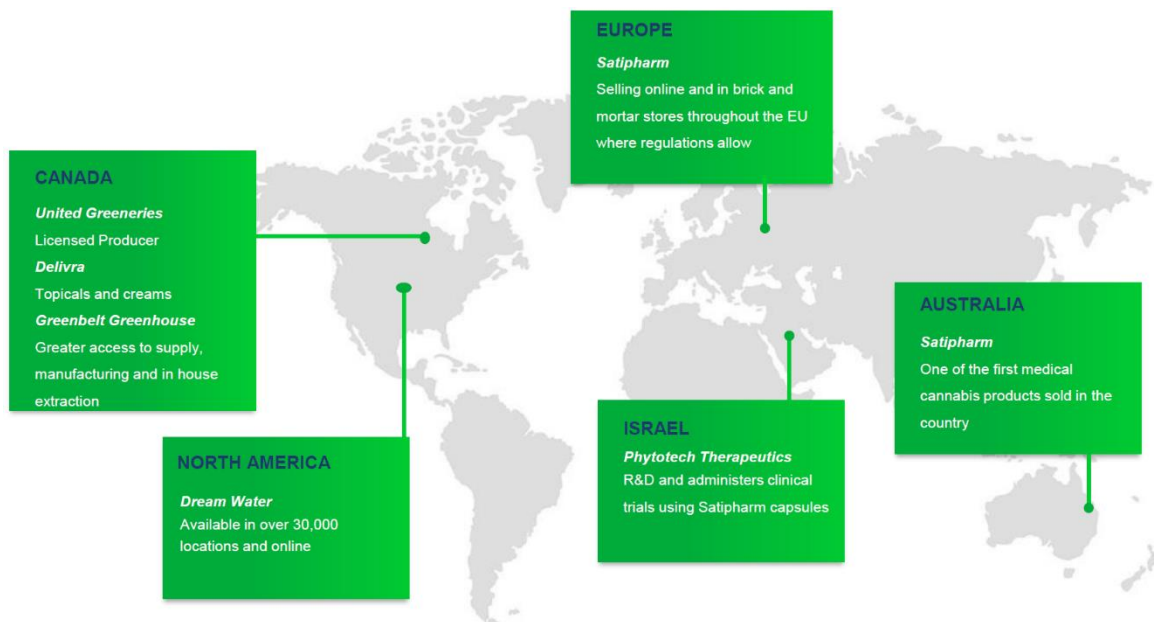 EUROPE
Satipharm
Selling online and in brick and
mortar stores throughout the EU
where regulations allow
CANADA
United Greeneries
Licensed Producer
Delivra
Topicals and creams
Greenbelt Greenhouse
Greater access to supply,
manufacturing and in house
extraction
AUSTRALIA
Satipharm
One of the first medical
cannabis products sold in the
country
ISRAEL
Phytotech Therapeutics
R&D and administers clinical
trials using Satipharm capsules
NORTH AMERICA
Dream Water
Available in over 30,000
locations and online